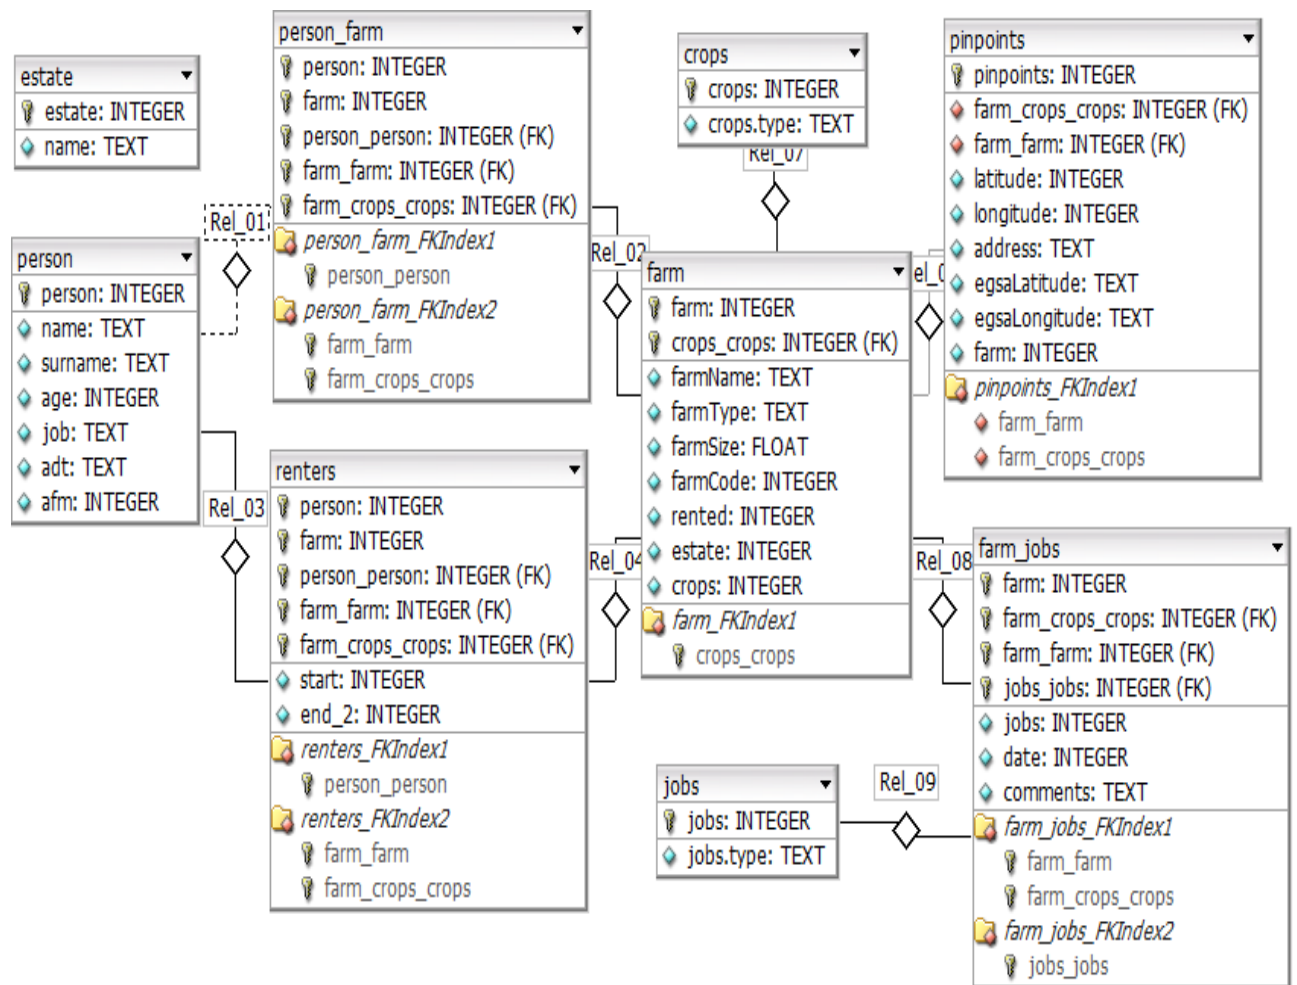 estate
estate: INTEGER
name: TEXT
person_farm
person: INTEGER
farm: INTEGER
person_person: INTEGER (FK)
farm_farm: INTEGER (FK)
farm_crops_crops: INTEGER (FK)
person_farm_FKIndex1
person_person
person_farm_FKIndex2
farm_farm
farm_crops_crops
crops
crops: INTEGER
crops.type: TEXT
Rel_07
pinpoints
pinpoints: INTEGER
farm_crops_crops: INTEGER (FK)
farm_farm: INTEGER (FK)
latitude: INTEGER
longitude: INTEGER
address: TEXT
egsaLatitude: TEXT
egsaLongitude: TEXT
farm: INTEGER
pinpoints_FKIndex1
farm_farm
farm_crops_crops
Rel_01
person
person: INTEGER
name: TEXT
surname: TEXT
age: INTEGER
job: TEXT
adt: TEXT
afm: INTEGER
Rel_02
farm
farm: INTEGER
crops_crops: INTEGER (FK)
farmName: TEXT
farmType: TEXT
farmSize: FLOAT
farmCode: INTEGER
rented: INTEGER
estate: INTEGER
crops: INTEGER
farm_FKIndex1
crops_crops
Rel_03
renters
person: INTEGER
farm: INTEGER
person_person: INTEGER (FK)
farm_farm: INTEGER (FK)
farm_crops_crops: INTEGER (FK)
start: INTEGER
end_2: INTEGER
renters_FKIndex1
person_person
renters_FKIndex2
farm_farm
farm_crops_crops
Rel_04
Rel_08
farm_jobs
farm: INTEGER
farm_crops_crops: INTEGER (FK)
farm_farm: INTEGER (FK)
jobs_jobs: INTEGER (FK)
jobs: INTEGER
date: INTEGER
comments: TEXT
farm_jobs_FKIndex1
farm_farm
farm_crops_crops
farm_jobs_FKIndex2
jobs_jobs
jobs
jobs: INTEGER
jobs.type: TEXT
Rel_09